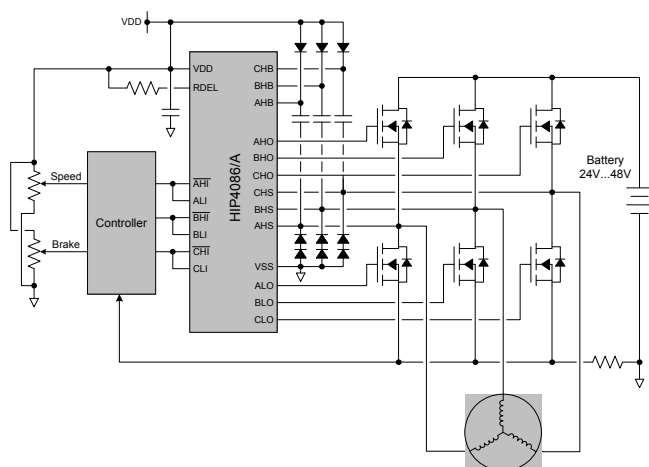 VDD
VDD
RDEL
CHB
BHB
AHB
AHO
BHO
CHO
CHS
BHS
AHS
VSS
ALO
BLO
CLO
HIP4086/A
Speed
Brake
Controller
AHI
ALI
BHI
BLI
CHI
CLI
Battery
24V...48V